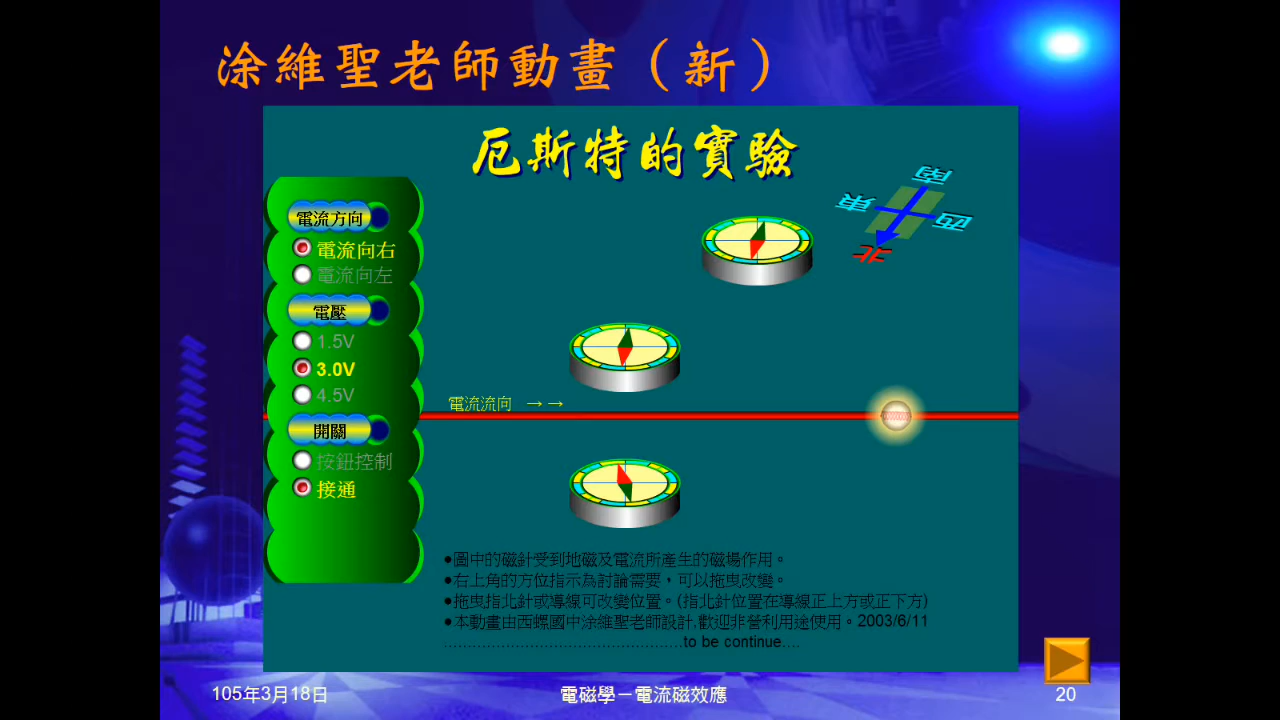 涂維聖老師動畫（新）
厄斯特的實驗
南
東
西
北
電流方向
電流向右
電流向左
電壓
1.5V
3.0V
4.5V
電流流向 →→
開關
按鈕控制
接通
●圖中的磁針受到地磁及電流所產生的磁場作用。
●右上角的方位指示為討論需要，可以拖曳改變。
●拖曳指北針或導線可改變位置。(指北針位置在導線正上方或正下方)
●本動畫由西螺國中涂維聖老師設計,歡迎非營利用途使用。2003/6/11
................................................to be continue....
105年3月18日
電磁學－電流磁效應
20